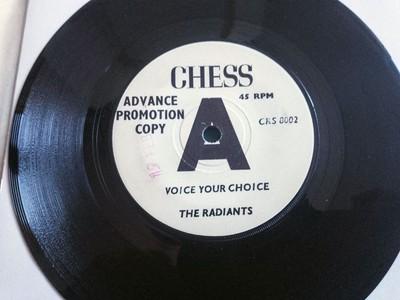 CHESS
ADVANCE
PROMOTION
COPY
45 RPM
CRS 8002
A
VOICE YOUR CHOICE
THE RADIANTS